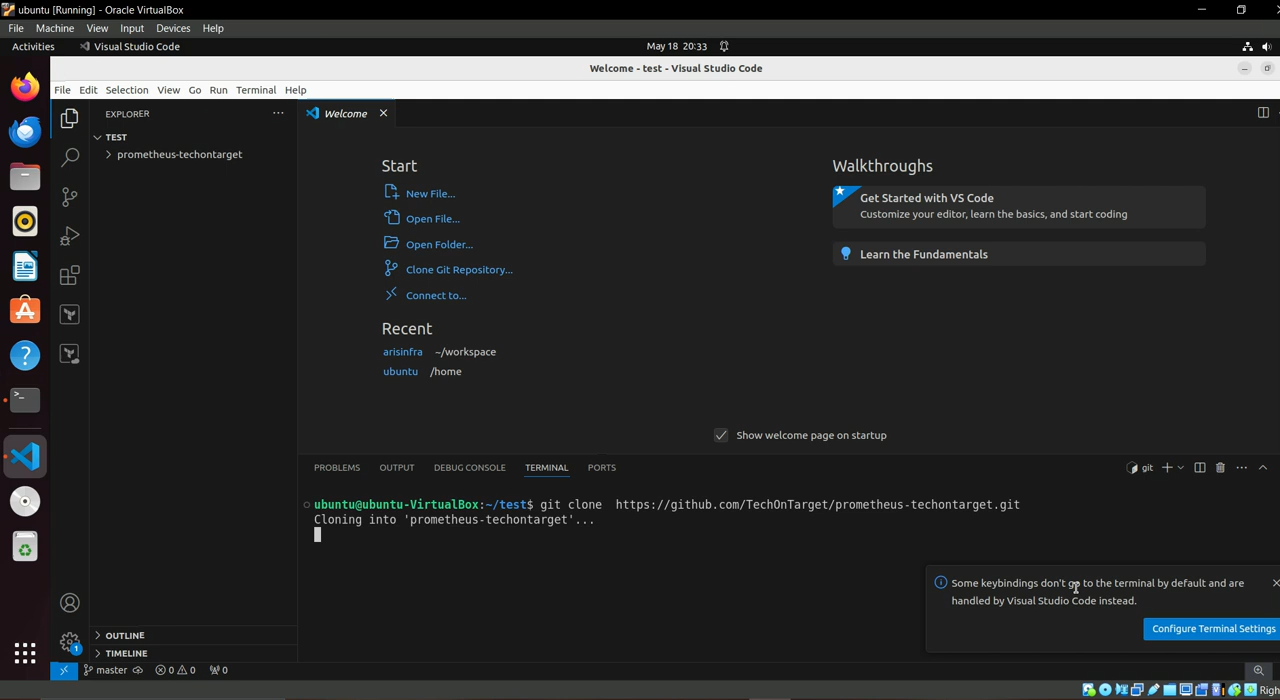 ubuntu [Running] - Oracle VirtualBox
File Machine View Input Devices Help
Activities Visual Studio Code May 18 20:33
Welcome - test - Visual Studio Code
File Edit Selection View Go Run Terminal Help
EXPLORER
TEST
prometheus-techontarget
OUTLINE
TIMELINE
Welcome
Start
New File...
Open File...
Open Folder...
Clone Git Repository...
Connect to...
Recent
arisinfra ~/workspace
ubuntu /home
Walkthroughs
Get Started with VS Code
Customize your editor, learn the basics, and start coding
Learn the Fundamentals
Show welcome page on startup
PROBLEMS OUTPUT DEBUG CONSOLE TERMINAL PORTS
git
ubuntu@ubuntu-VirtualBox:~/test$ git clone  https://github.com/TechOnTarget/prometheus-techontarget.git
Cloning into 'prometheus-techontarget'...
Some keybindings don't go to the terminal by default and are
handled by Visual Studio Code instead.
Configure Terminal Settings
1
master 0 0 0
Righ